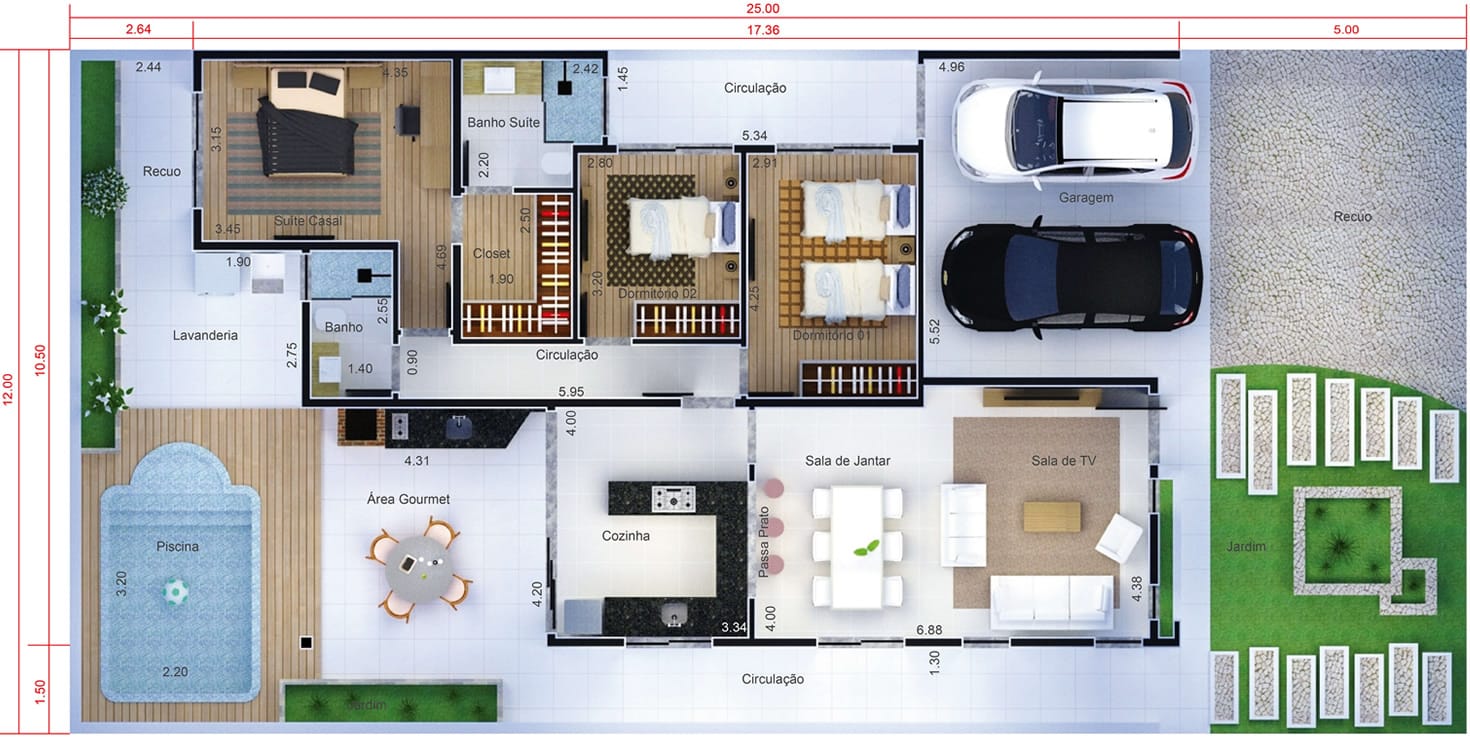 25.00
2.64
17.36
5.00
2.44
4.35
2.42
1.45
Circulação
4.96
Banho Suíte
3.15
5.34
2.20
2.80
2.91
Recuo
Garagem
Recuo
Suíte Casal
3.45
2.50
Closet
4.69
1.90
1.90
3.20
Dormitório 02
4.25
2.55
Lavanderia
Banho
Dormitório 01
5.52
2.75
0.90
Circulação
1.40
5.95
10.50
12.00
4.00
4.31
Sala de Jantar
Sala de TV
Área Gourmet
Passa Prato
Cozinha
Piscina
Jardim
3.20
4.20
4.38
4.00
3.34
6.88
2.20
1.30
Circulação
1.50
Jardim